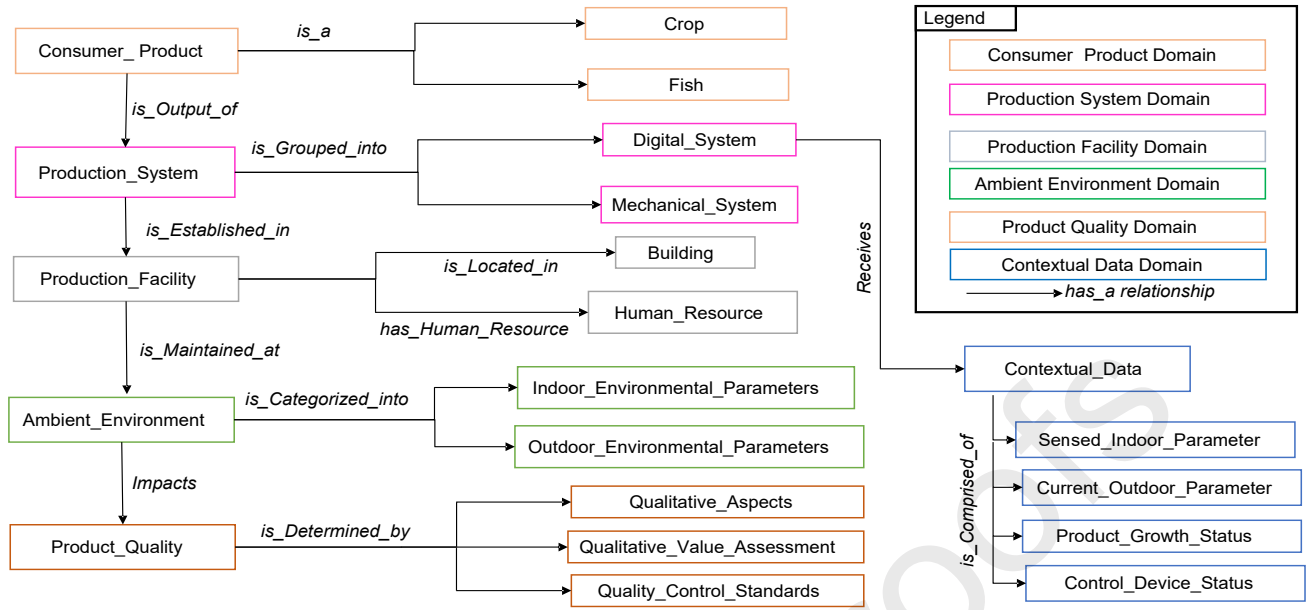 Consumer_ Product
is_a
Crop
Fish
is_Output_of
Production_System
is_Grouped_into
Digital_System
Mechanical_System
is_Established_in
Production_Facility
is_Located_in
Building
has_Human_Resource
Human_Resource
is_Maintained_at
Ambient_Environment
is_Categorized_into
Indoor_Environmental_Parameters
Outdoor_Environmental_Parameters
Impacts
Product_Quality
is_Determined_by
Qualitative_Aspects
Qualitative_Value_Assessment
Quality_Control_Standards
Receives
Contextual_Data
is_Comprised_of
Sensed_Indoor_Parameter
Current_Outdoor_Parameter
Product_Growth_Status
Control_Device_Status
Legend
Consumer Product Domain
Production System Domain
Production Facility Domain
Ambient Environment Domain
Product Quality Domain
Contextual Data Domain
has_a relationship